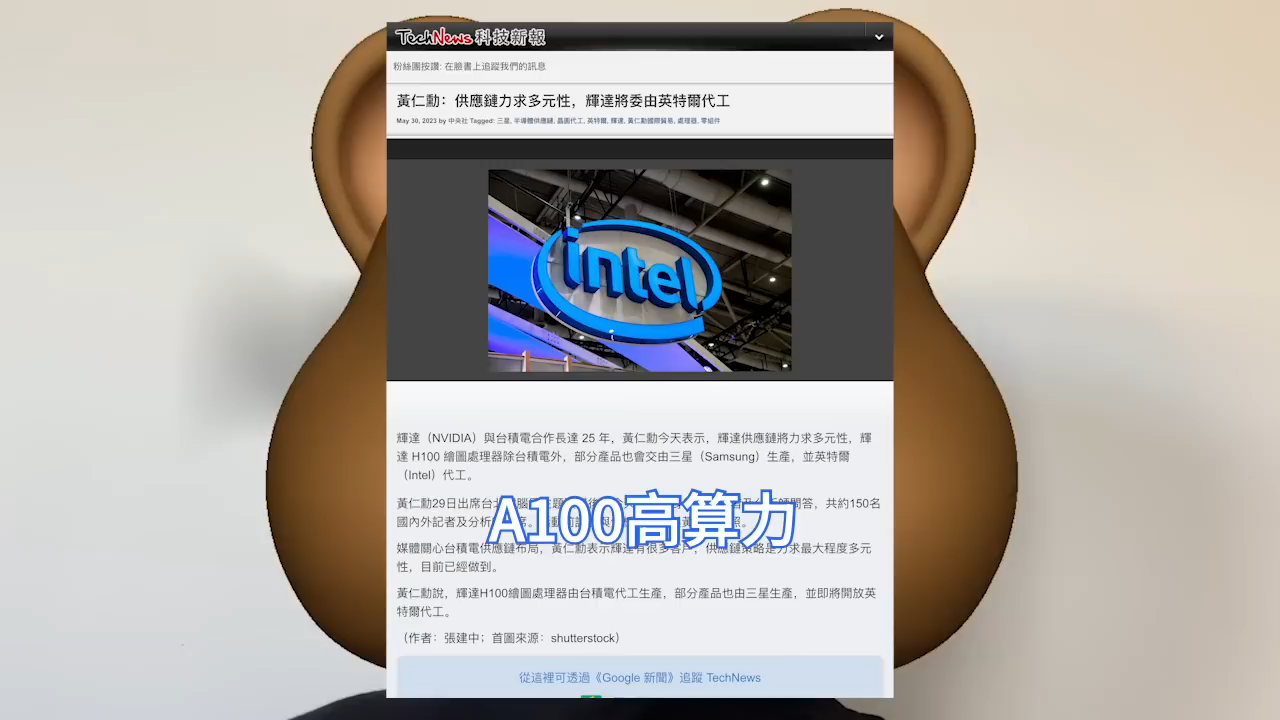 TechNews 科技新報
粉絲團按讚: 在臉書上追蹤我們的訊息
黃仁勳：供應鏈力求多元性，輝達將委由英特爾代工
May 30, 2023 by 中央社 Tagged: 三星, 半導體供應鏈, 晶圓代工, 英特爾, 輝達, 黃仁勳國際貿易, 處理器, 零組件
intel
輝達（NVIDIA）與台積電合作長達 25 年，黃仁勳今天表示，輝達供應鏈將力求多元性，輝
達 H100 繪圖處理器除台積電外，部分產品也會交由三星（Samsung）生產，並英特爾
（Intel）代工。
黃仁勳29日出席台北 問答，共約150名
A100高算力
國內外記者及分析
媒體關心台積電供應鏈布局，黃仁勳表示輝達有很多客戶，供應鏈策略是力求最大程度多元
性，目前已經做到。
黃仁勳說，輝達H100繪圖處理器由台積電代工生產，部分產品也由三星生產，並即將開放英
特爾代工。
（作者：張建中；首圖來源：shutterstock）
從這裡可透過《Google 新聞》追蹤 TechNews